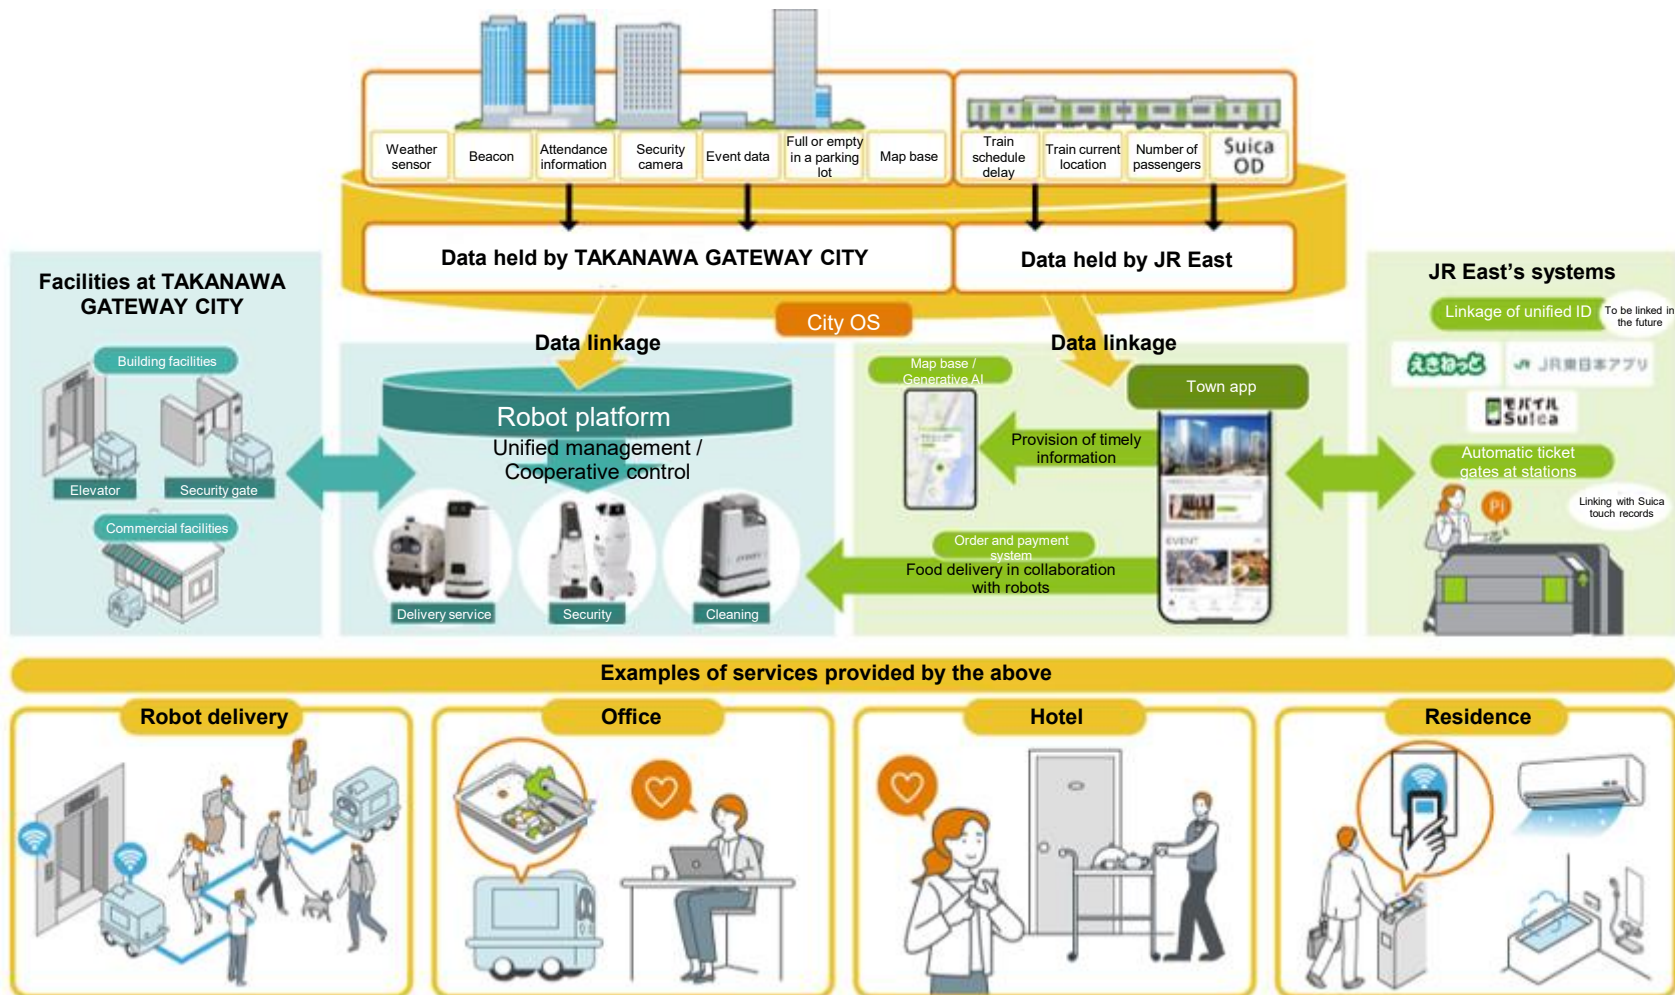 Weather
sensor
Beacon
Attendance
information
Security
camera
Event data
Full or empty
in a parking
lot
Map base
Train
schedule
delay
Train current
location
Number of
passengers
Suica
OD
Data held by TAKANAWA GATEWAY CITY
Data held by JR East
City OS
Facilities at TAKANAWA
GATEWAY CITY
Building facilities
Elevator
Security gate
Commercial facilities
Data linkage
Robot platform
Unified management /
Cooperative control
Delivery service
Security
Cleaning
Data linkage
Map base /
Generative AI
Town app
Provision of timely
information
EVENT
Order and payment
system
Food delivery in collaboration
with robots
JR East's systems
Linkage of unified ID
To be linked in
the future
えきねっと
JR JR東日本アプリ
モバイル
Suica
Automatic ticket
gates at stations
Pi
Linking with Suica
touch records
Examples of services provided by the above
Robot delivery
Office
Hotel
Residence